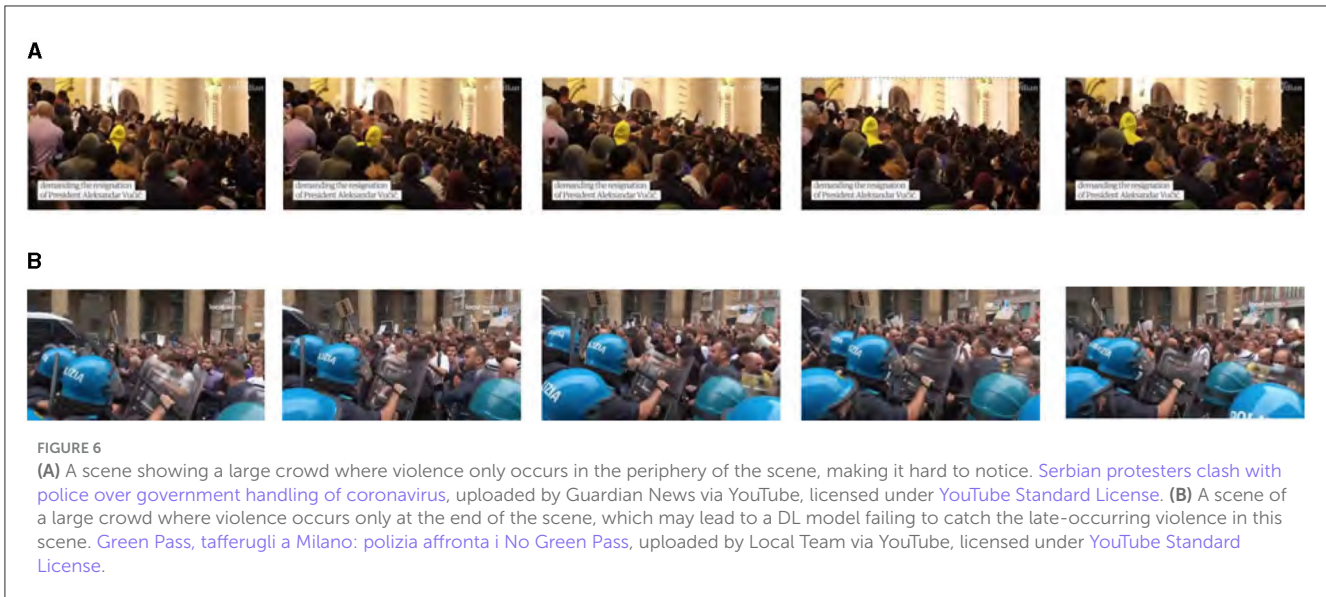 A
Guardian
demanding the resignation
of President Aleksandar Vučić
demanding the resignation
of President Aleksandar Vučić
demanding the resignation
of President Aleksandar Vučić
demanding the resignation
of President Aleksandar Vučić
demanding the resignation
of President Aleksandar Vučić
B
LIZIA
LIZIA
LIZIA
FIGURE 6
(A) A scene showing a large crowd where violence only occurs in the periphery of the scene, making it hard to notice. Serbian protesters clash with
police over government handling of coronavirus, uploaded by Guardian News via YouTube, licensed under YouTube Standard License. (B) A scene of
a large crowd where violence occurs only at the end of the scene, which may lead to a DL model failing to catch the late-occurring violence in this
scene. Green Pass, tafferugli a Milano: polizia affronta i No Green Pass, uploaded by Local Team via YouTube, licensed under YouTube Standard
License.